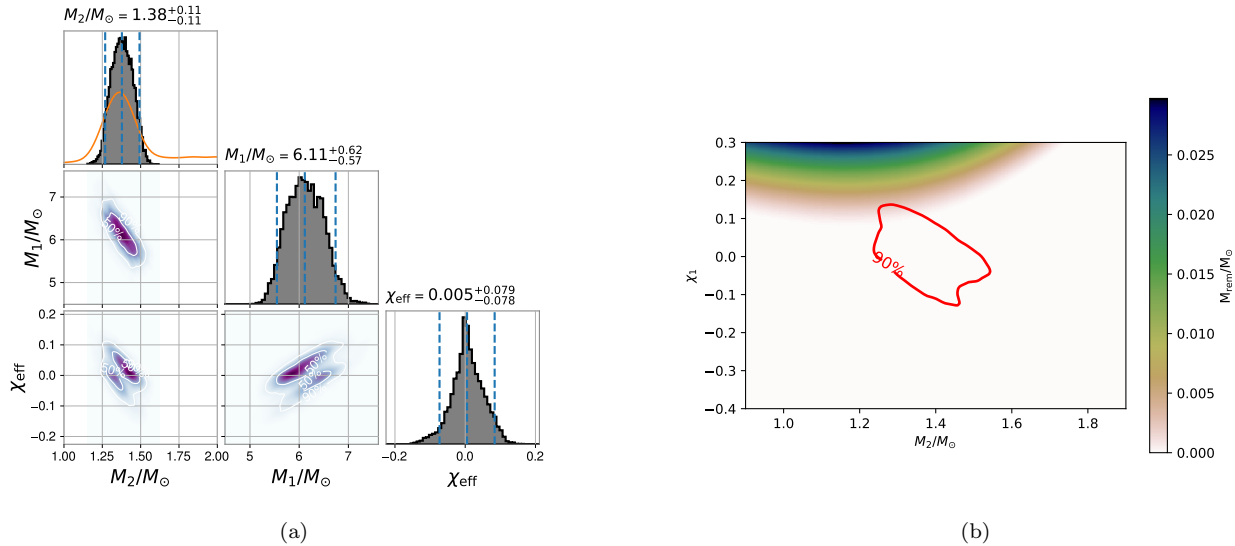 M₂/M⊙ = 1.38+0.11−0.11
M₁/M⊙ = 6.11+0.62−0.57
χeff = 0.005+0.079−0.078
7
6
5
M₁/M⊙
50%
0.2
0.1
0.0
−0.1
−0.2
χeff
50%
50%
50%
50%
1.00 1.25 1.50 1.75 2.00
M₂/M⊙
5 6 7
M₁/M⊙
−0.2 0.0 0.2
χeff
(a)
0.3
0.2
0.1
0.0
−0.1
−0.2
−0.3
−0.4
χ₁
90%
1.0 1.2 1.4 1.6 1.8
M₂/M⊙
0.025
0.020
0.015
0.010
0.005
0.000
Mrem/M⊙
(b)